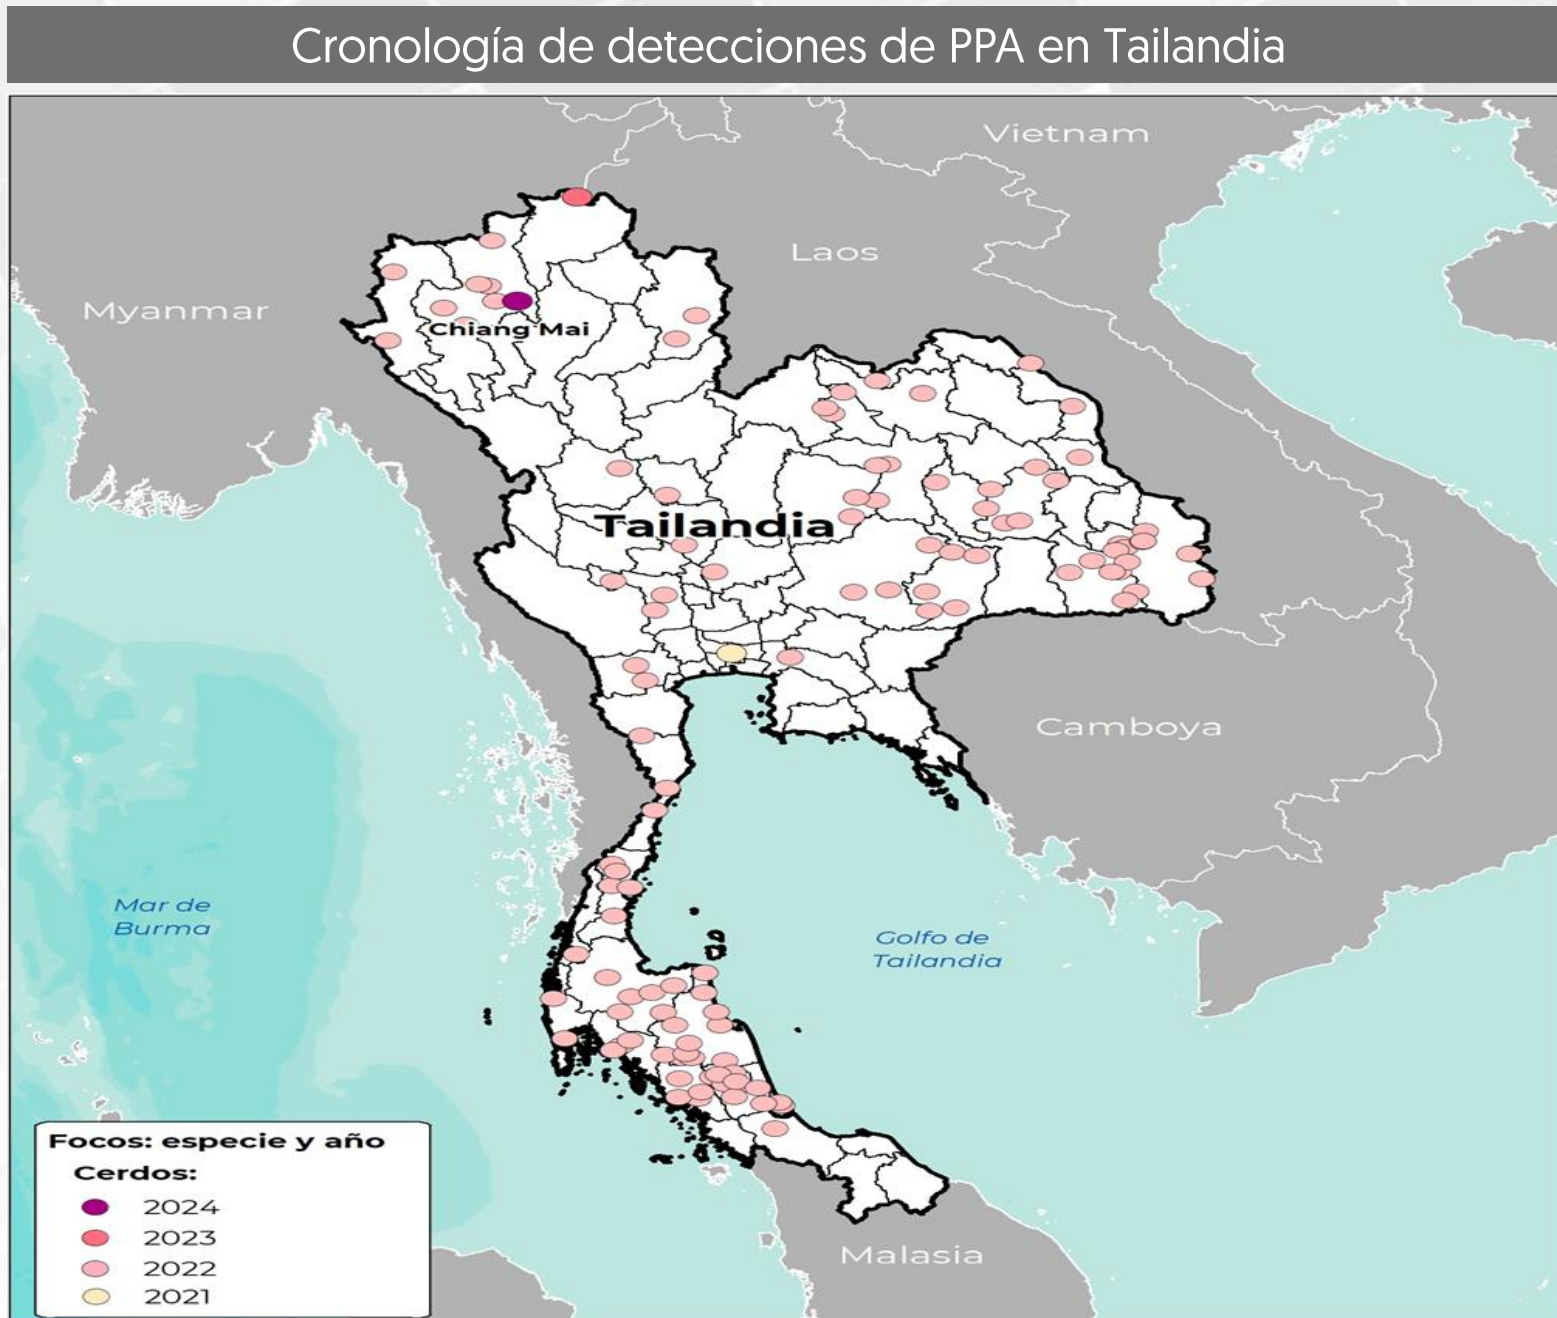 Cronología de detecciones de PPA en Tailandia
Vietnam
Laos
Myanmar
Chiang Mai
Tailandia
Camboya
Mar de
Burma
Golfo de
Tailandia
Malasia
Focos: especie y año
Cerdos:
2024
2023
2022
2021